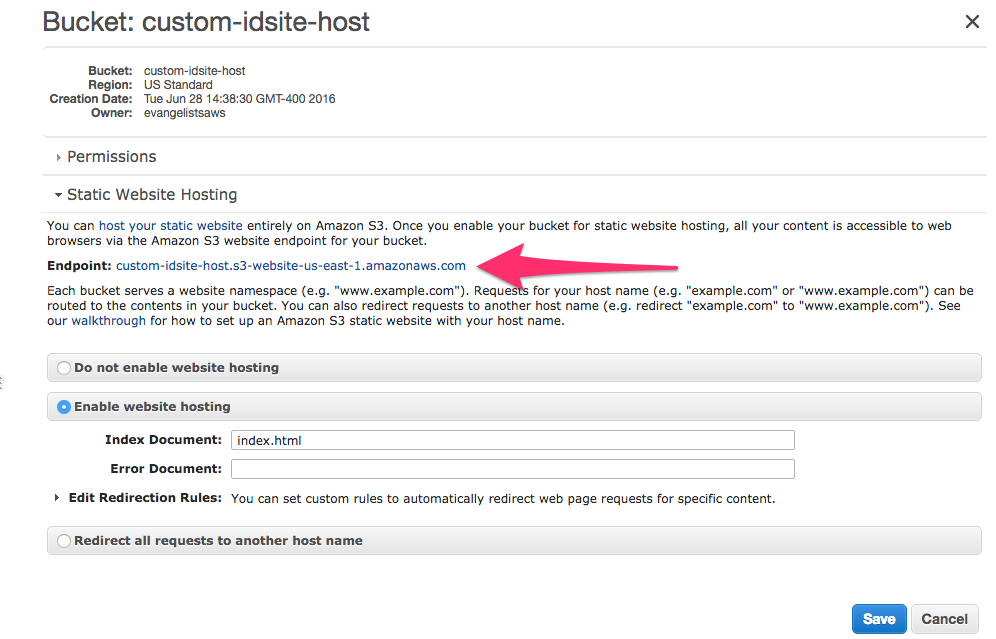 Bucket: custom-idsite-host
Bucket: custom-idsite-host
Region: US Standard
Creation Date: Tue Jun 28 14:38:30 GMT-400 2016
Owner: evangelistsaws
Permissions
Static Website Hosting
You can host your static website entirely on Amazon S3. Once you enable your bucket for static website hosting, all your content is accessible to web
browsers via the Amazon S3 website endpoint for your bucket.
Endpoint: custom-idsite-host.s3-website-us-east-1.amazonaws.com
Each bucket serves a website namespace (e.g. "www.example.com"). Requests for your host name (e.g. "example.com" or "www.example.com") can be
routed to the contents in your bucket. You can also redirect requests to another host name (e.g. redirect "example.com" to "www.example.com"). See
our walkthrough for how to set up an Amazon S3 static website with your host name.
Do not enable website hosting
Enable website hosting
Index Document: index.html
Error Document:
Edit Redirection Rules: You can set custom rules to automatically redirect web page requests for specific content.
Redirect all requests to another host name
Save Cancel